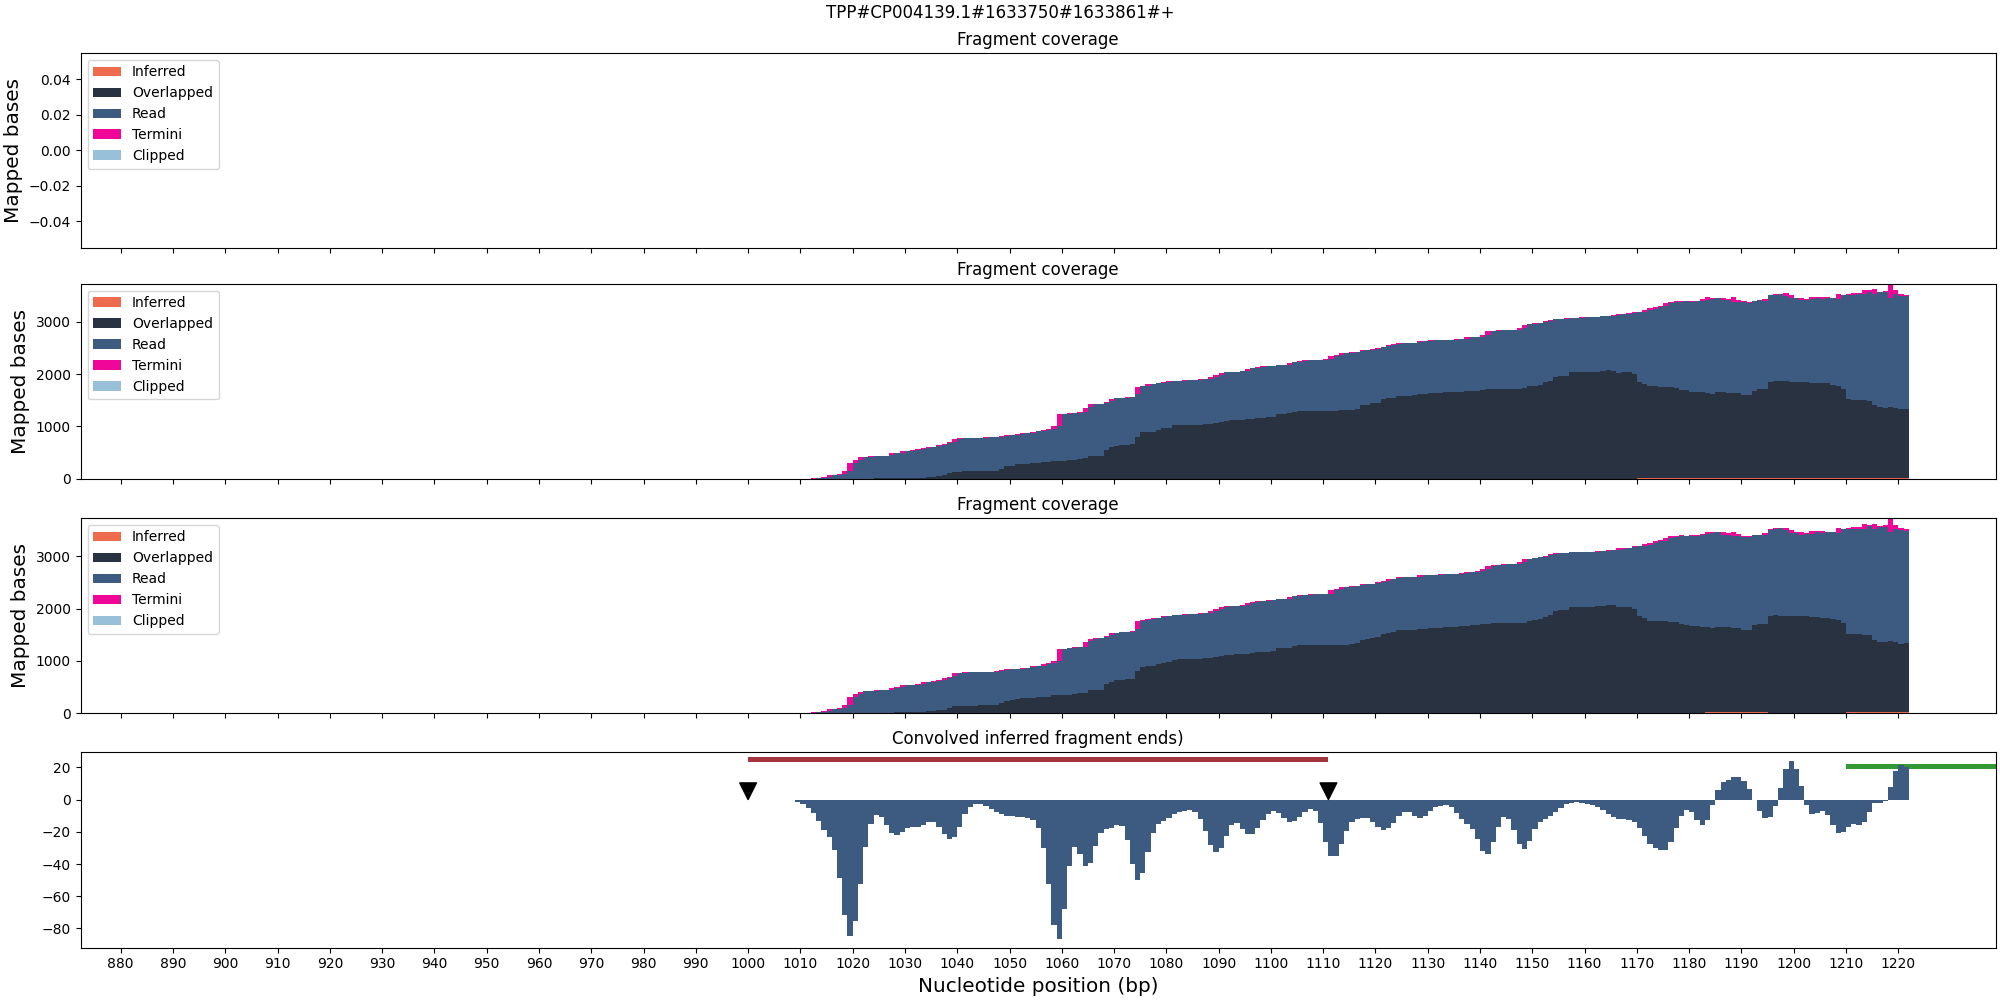 TPP#CP004139.1#1633750#1633861#+
Fragment coverage
Mapped bases
0.04
0.02
0.00
−0.02
−0.04
Inferred
Overlapped
Read
Termini
Clipped
Fragment coverage
Mapped bases
3000
2000
1000
0
Inferred
Overlapped
Read
Termini
Clipped
Fragment coverage
Mapped bases
3000
2000
1000
0
Inferred
Overlapped
Read
Termini
Clipped
Convolved inferred fragment ends)
20
0
−20
−40
−60
−80
880 890 900 910 920 930 940 950 960 970 980 990 1000 1010 1020 1030 1040 1050 1060 1070 1080 1090 1100 1110 1120 1130 1140 1150 1160 1170 1180 1190 1200 1210 1220
Nucleotide position (bp)